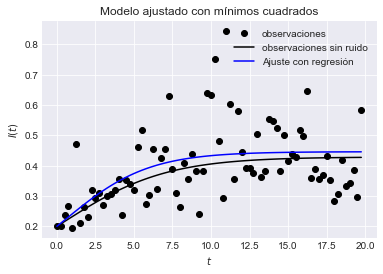 Modelo ajustado con mínimos cuadrados
observaciones
observaciones sin ruido
Ajuste con regresión
0.8
0.7
0.6
0.5
0.4
0.3
0.2
I(t)
0.0 2.5 5.0 7.5 10.0 12.5 15.0 17.5 20.0
t